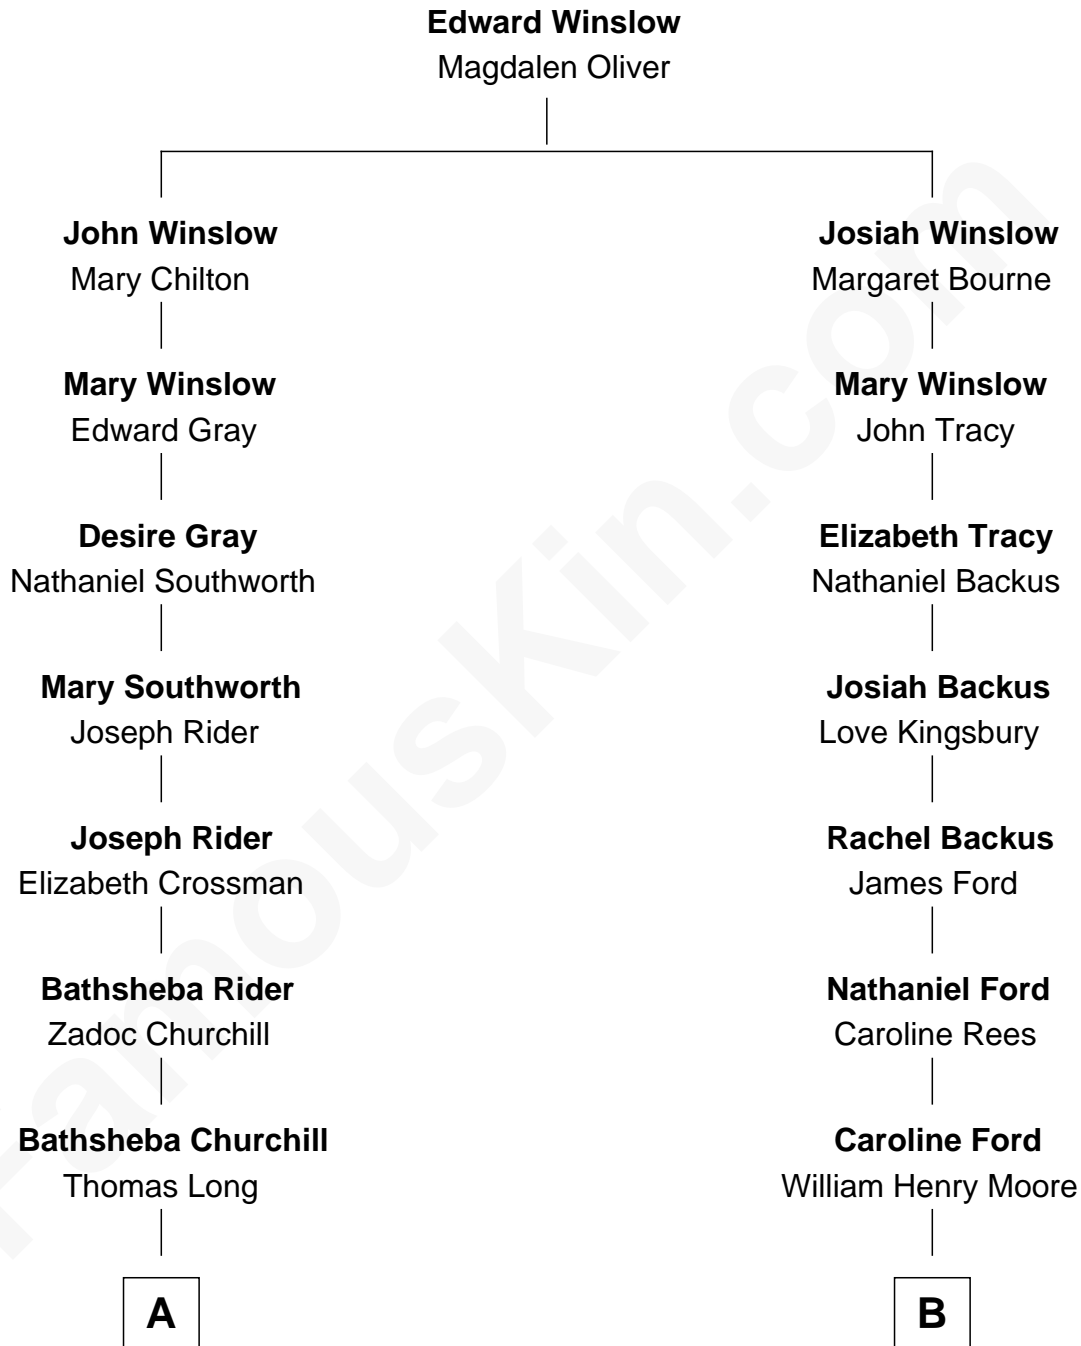 Edward Winslow
Magdalen Oliver
John Winslow
Mary Chilton
Josiah Winslow
Margaret Bourne
Mary Winslow
Edward Gray
Mary Winslow
John Tracy
Desire Gray
Nathaniel Southworth
Elizabeth Tracy
Nathaniel Backus
Mary Southworth
Joseph Rider
Josiah Backus
Love Kingsbury
Joseph Rider
Elizabeth Crossman
Rachel Backus
James Ford
Bathsheba Rider
Zadoc Churchill
Nathaniel Ford
Caroline Rees
Bathsheba Churchill
Thomas Long
Caroline Ford
William Henry Moore
A
B
FamousKin.com